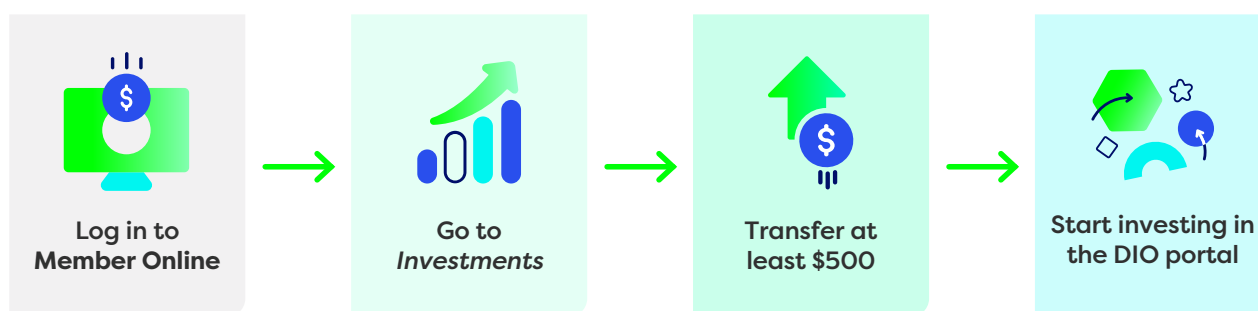 $
$
Log in to
Member Online
Go to
Investments
Transfer at
least $500
Start investing in
the DIO portal